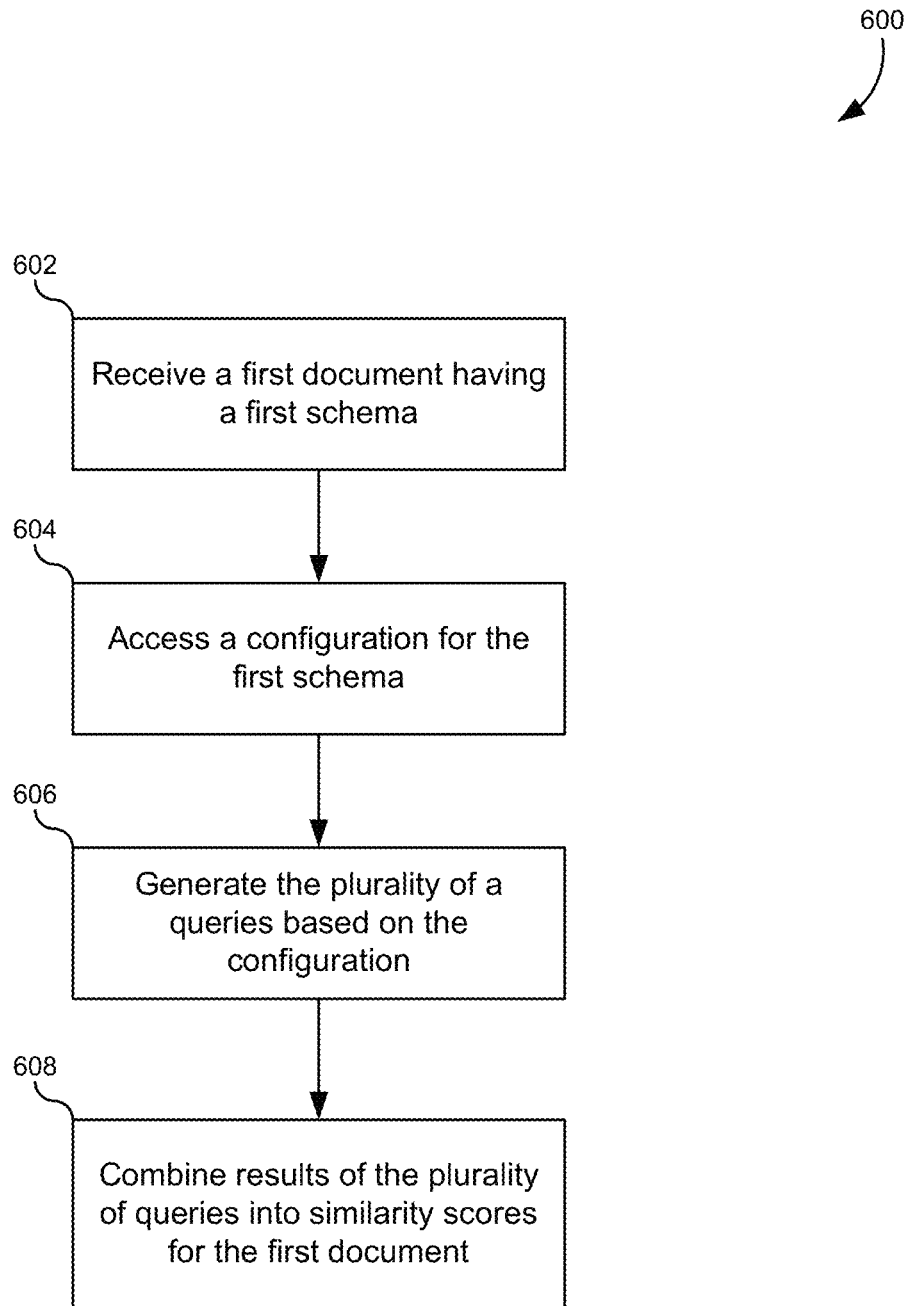 600
602
Receive a first document having
a first schema
604
Access a configuration for the
first schema
606
Generate the plurality of a
queries based on the
configuration
608
Combine results of the plurality
of queries into similarity scores
for the first document